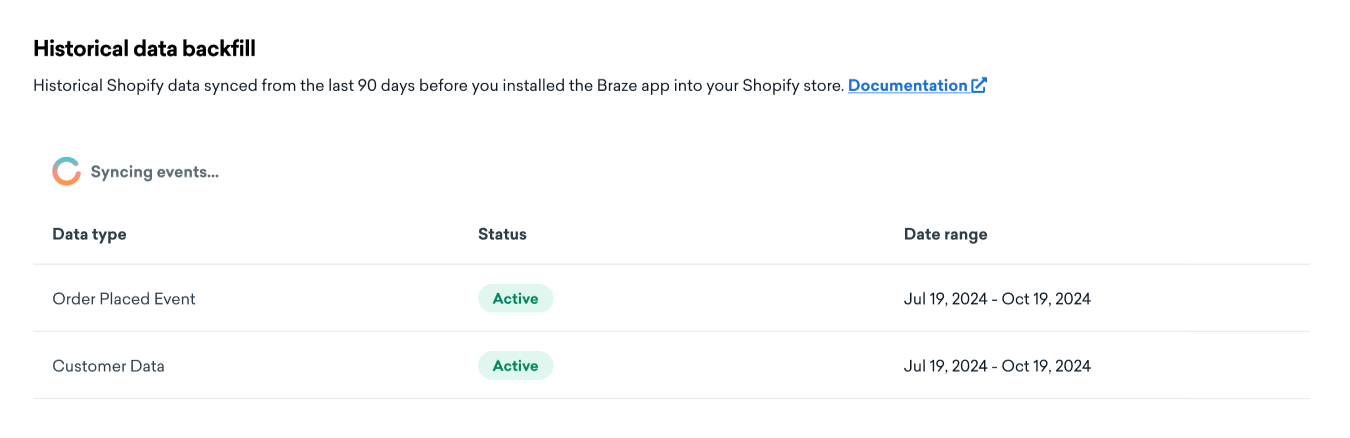 Historical data backfill
Historical Shopify data synced from the last 90 days before you installed the Braze app into your Shopify store. Documentation
Syncing events...
Data type Status Date range
Order Placed Event Active Jul 19, 2024 - Oct 19, 2024
Customer Data Active Jul 19, 2024 - Oct 19, 2024